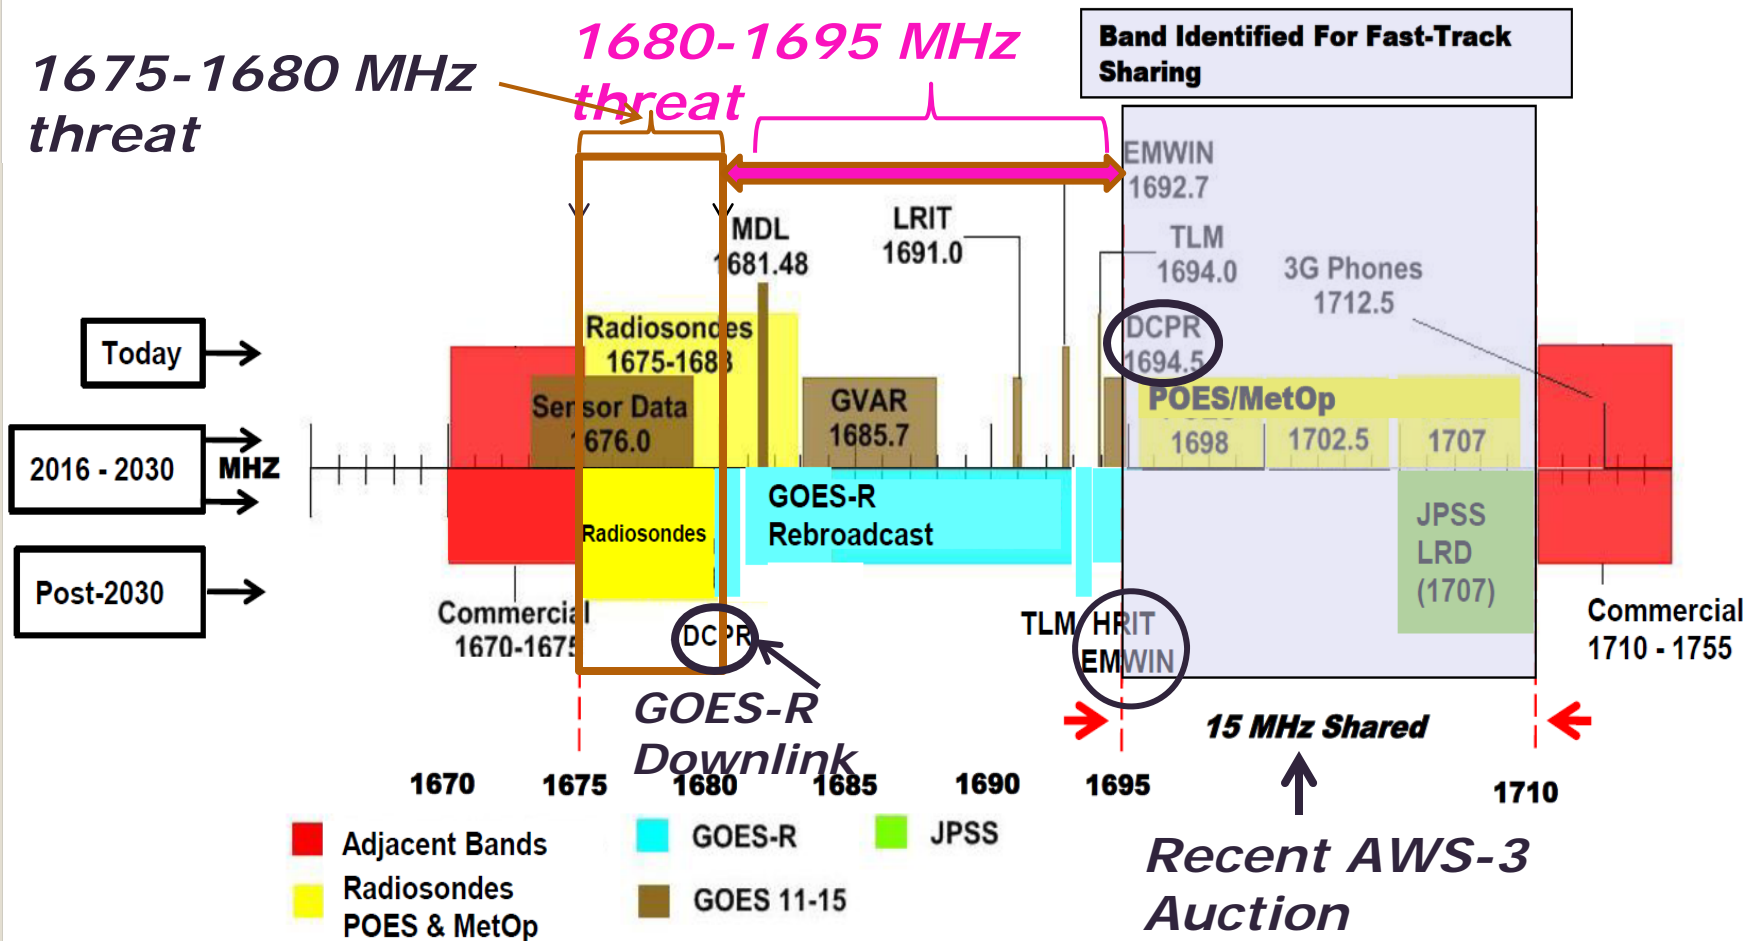 1675-1680 MHz
threat
1680-1695 MHz
threat
Band Identified For Fast-Track
Sharing
EMWIN
1692.7
MDL
1681.48
LRIT
1691.0
TLM
1694.0
3G Phones
1712.5
DCPR
1694.5
Today
Radiosondes
1675-1683
Sensor Data
1676.0
GVAR
1685.7
POES/MetOp
1698
1702.5
1707
2016 - 2030
MHZ
GOES-R
Rebroadcast
Radiosondes
JPSS
LRD
(1707)
Post-2030
Commercial
1670-1675
DCPR
TLM
HRIT
EMWIN
Commercial
1710 - 1755
GOES-R
Downlink
15 MHz Shared
1670
1675
1680
1685
1690
1695
1710
Adjacent Bands
Radiosondes
POES & MetOp
GOES-R
GOES 11-15
JPSS
Recent AWS-3
Auction